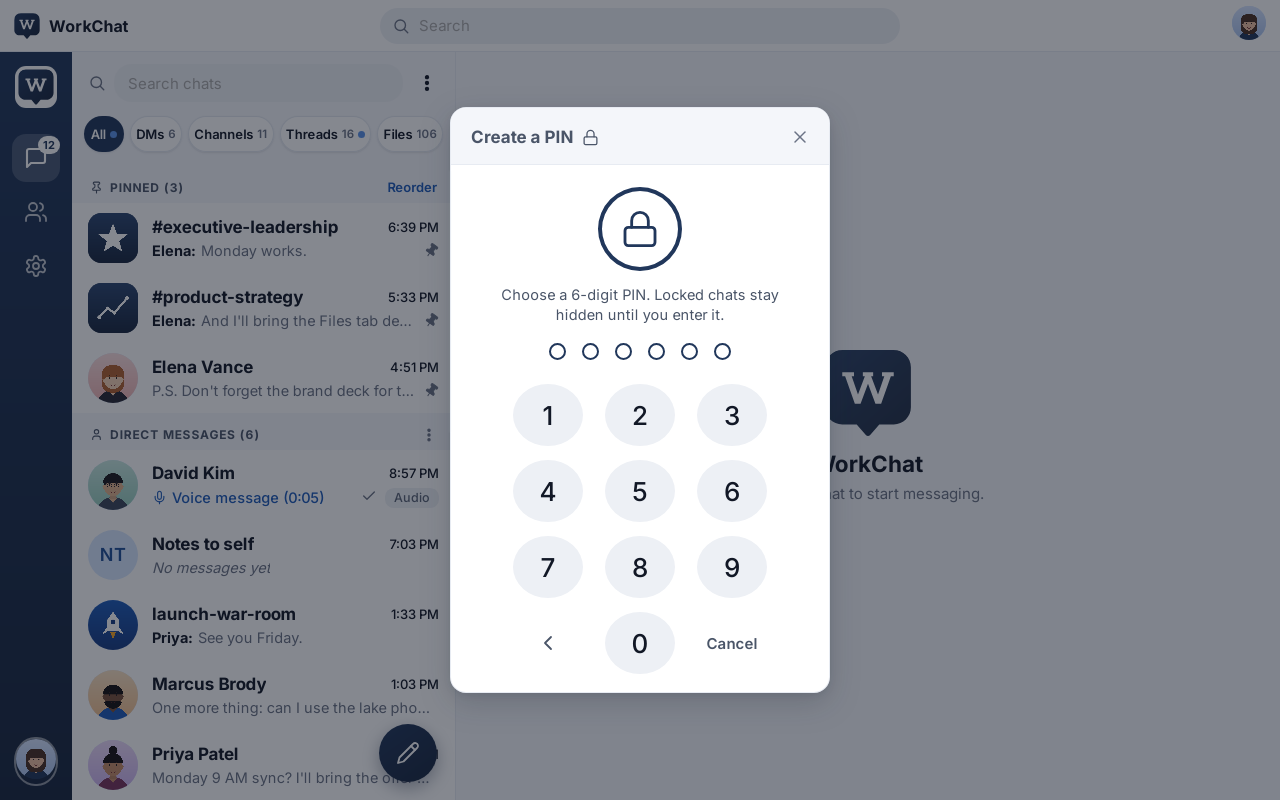 WorkChat
Search
W
12
Search chats
All
DMs 6
Channels 11
Threads 16
Files 106
PINNED (3)
Reorder
#executive-leadership
6:39 PM
Elena: Monday works.
#product-strategy
5:33 PM
Elena: And I'll bring the Files tab de...
Elena Vance
4:51 PM
P.S. Don't forget the brand deck for t...
DIRECT MESSAGES (6)
David Kim
8:57 PM
Voice message (0:05)
Audio
NT
Notes to self
7:03 PM
No messages yet
launch-war-room
1:33 PM
Priya: See you Friday.
Marcus Brody
1:03 PM
One more thing: can I use the lake pho...
Priya Patel
Monday 9 AM sync? I'll bring the
Create a PIN
Choose a 6-digit PIN. Locked chats stay
hidden until you enter it.
1 2 3
4 5 6
7 8 9
0
Cancel
W
WorkChat
to start messaging.